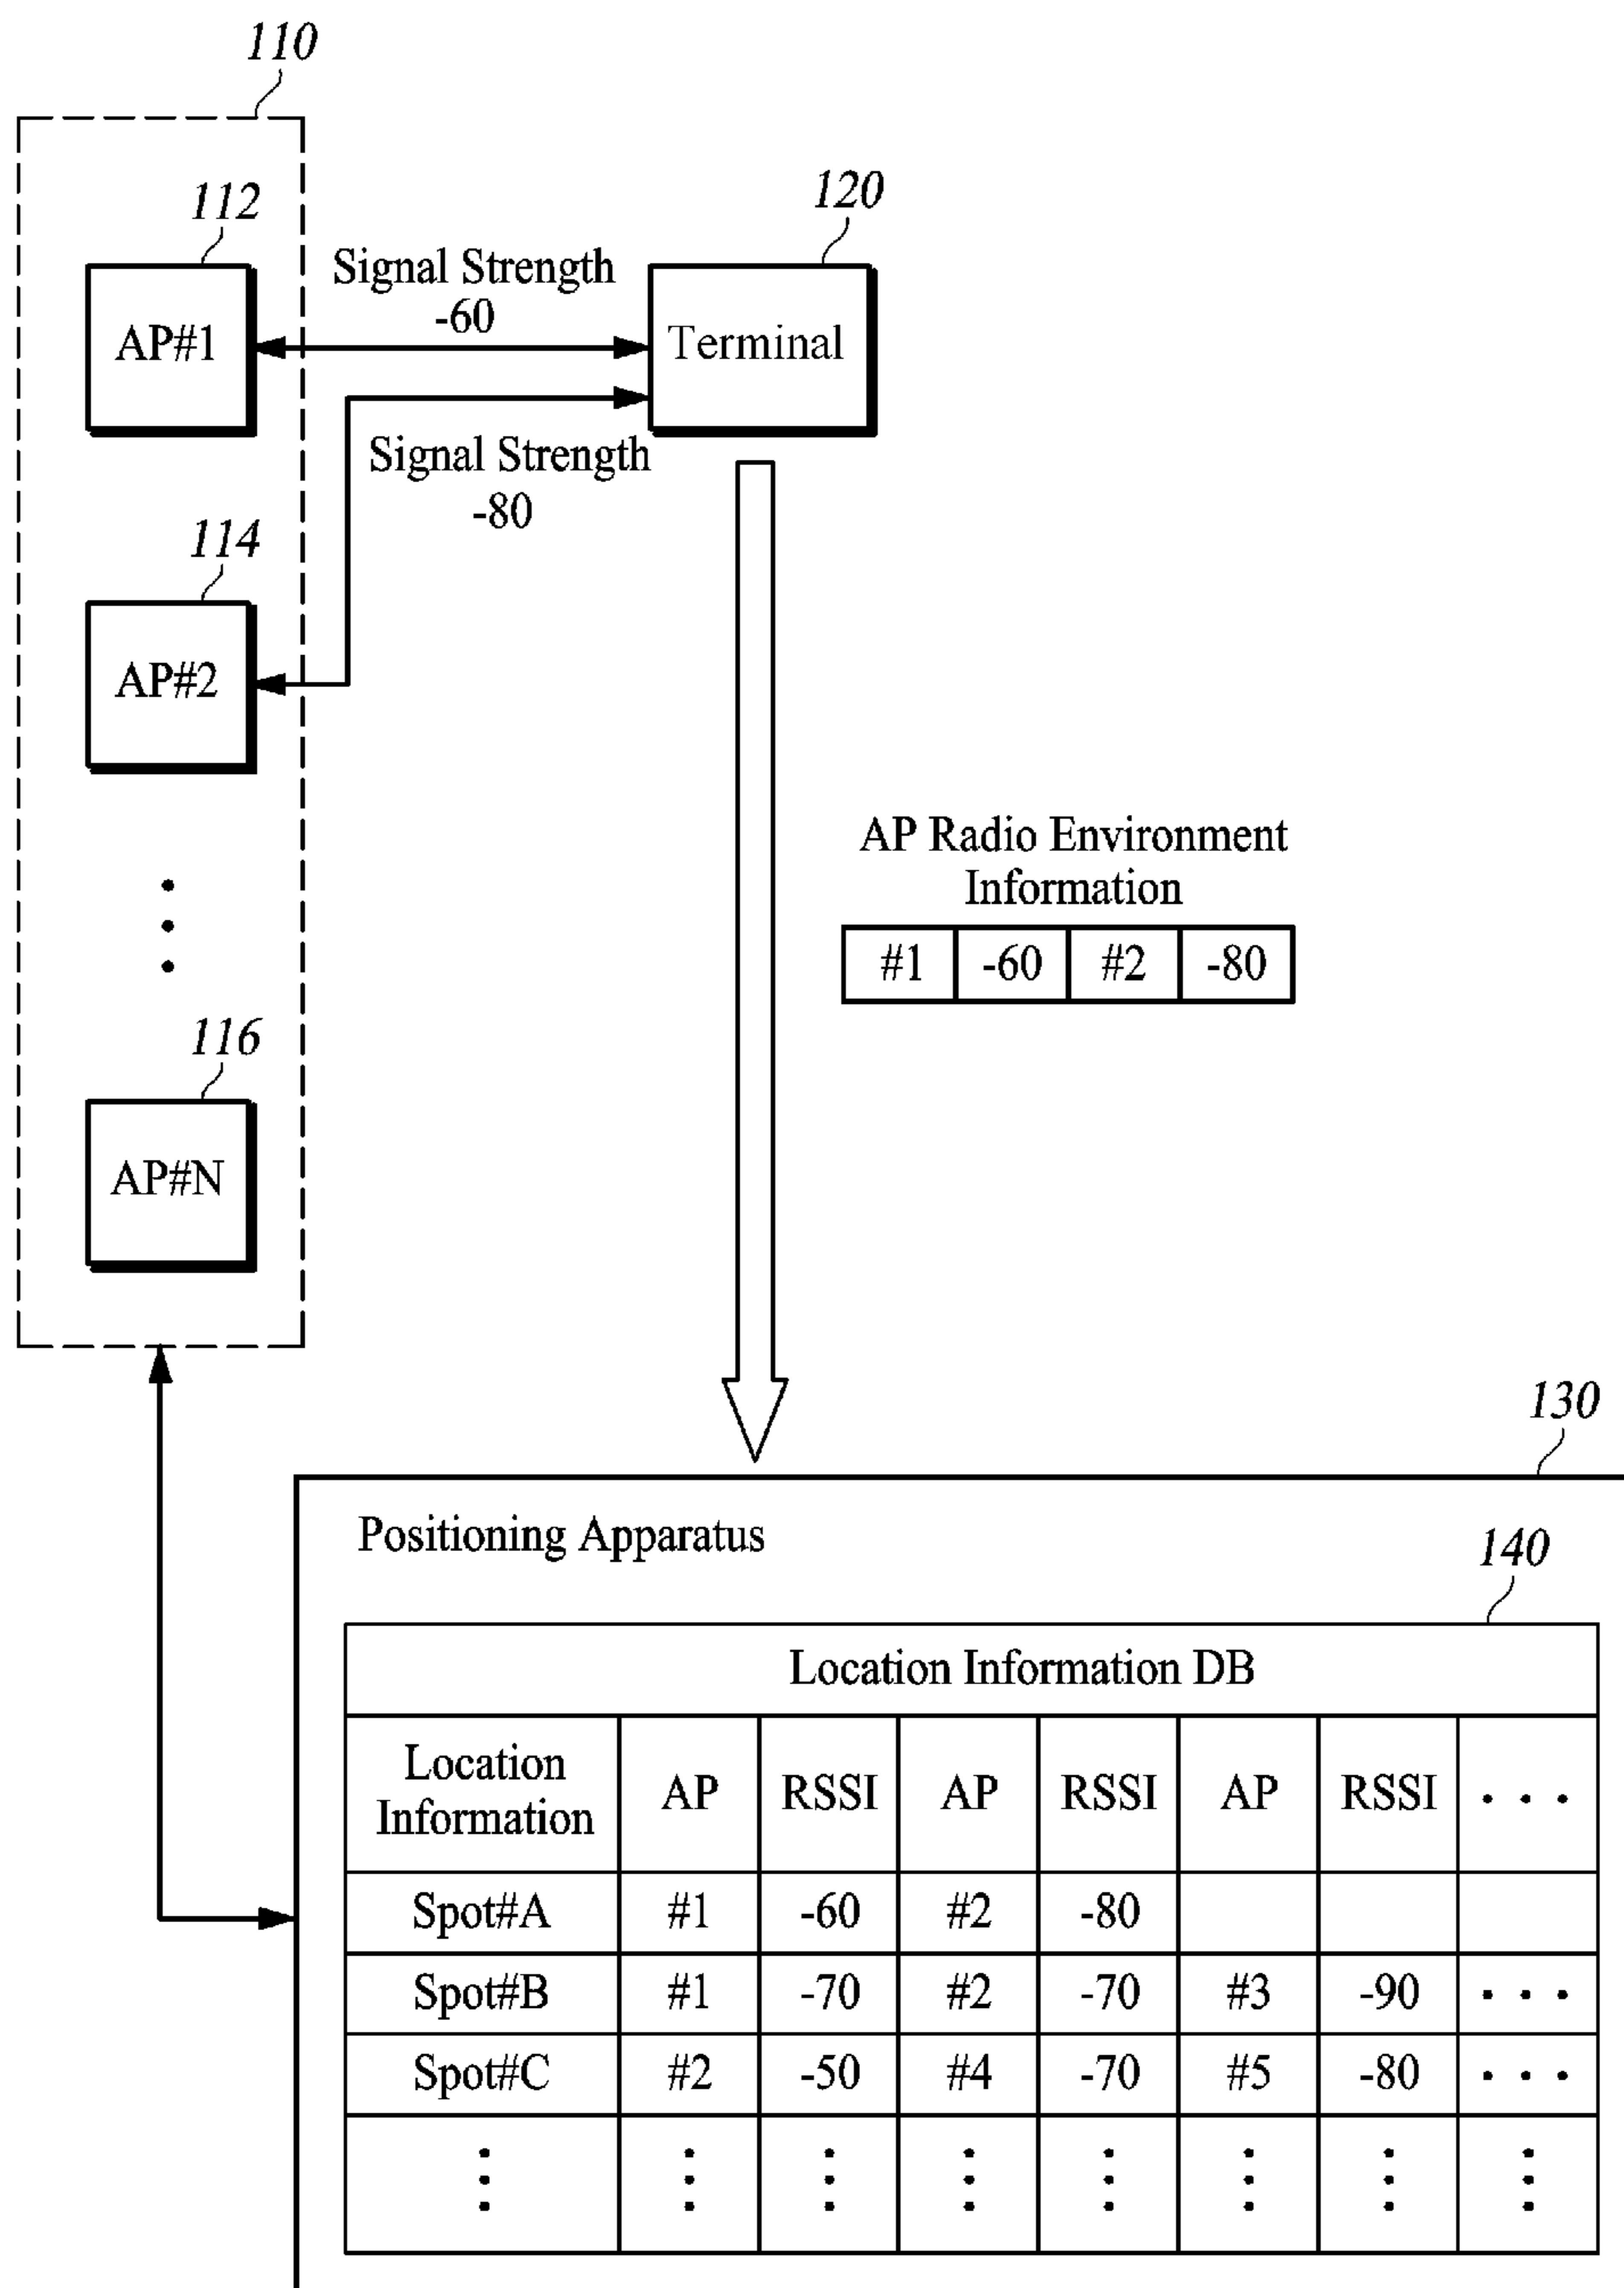 110
112
120
Signal Strength
-60
AP#1
Terminal
Signal Strength
-80
114
AP#2
AP Radio Environment
Information
#1 -60 #2 -80
116
AP#N
130
Positioning Apparatus
140
Location Information DB
Location
Information
AP RSSI AP RSSI AP RSSI . . .
Spot#A #1 -60 #2 -80
Spot#B #1 -70 #2 -70 #3 -90 . . .
Spot#C #2 -50 #4 -70 #5 -80 . . .